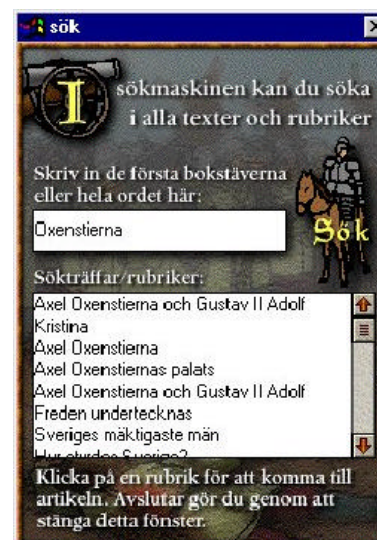 sök
I sökmaskinen kan du söka
i alla texter och rubriker
Skriv in de första bokstäverna
eller hela ordet här:
Oxenstierna
Sök
Sökträffar/rubriker:
Axel Oxenstierna och Gustav II Adolf
Kristina
Axel Oxenstierna
Axel Oxenstiernas palats
Axel Oxenstierna och Gustav II Adolf
Freden undertecknas
Sveriges mäktigaste män
Hur styrdes Sverige?
Klicka på en rubrik för att komma till
artikeln. Avslutar gör du genom att
stänga detta fönster.